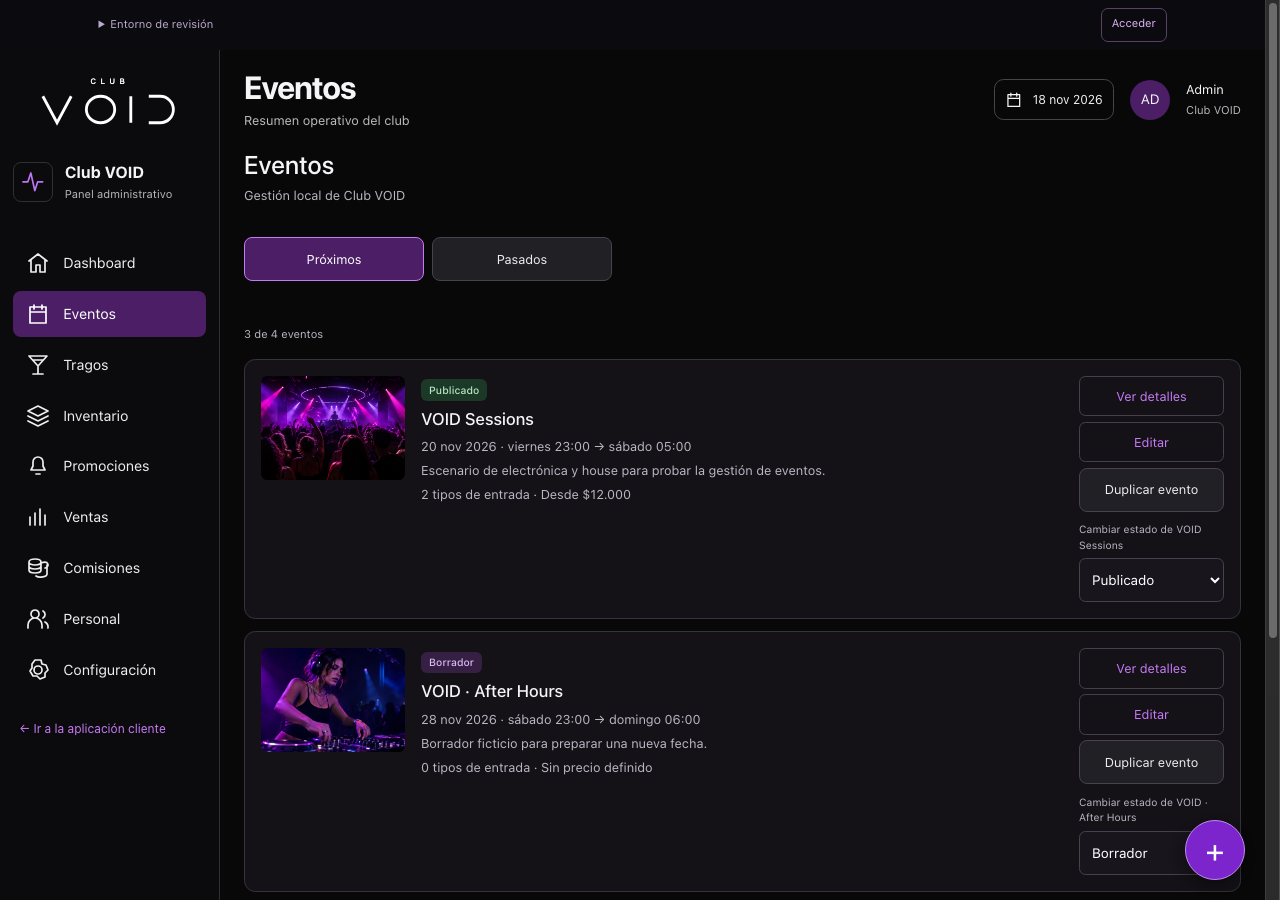 ▶ Entorno de revisión
Acceder
CLUB
VOID
Club VOID
Panel administrativo
Dashboard
Eventos
Tragos
Inventario
Promociones
Ventas
Comisiones
Personal
Configuración
← Ir a la aplicación cliente
Eventos
Resumen operativo del club
18 nov 2026
AD
Admin
Club VOID
Eventos
Gestión local de Club VOID
Próximos
Pasados
3 de 4 eventos
Publicado
VOID Sessions
20 nov 2026 · viernes 23:00 → sábado 05:00
Escenario de electrónica y house para probar la gestión de eventos.
2 tipos de entrada · Desde $12.000
Ver detalles
Editar
Duplicar evento
Cambiar estado de VOID
Sessions
Publicado
Borrador
VOID · After Hours
28 nov 2026 · sábado 23:00 → domingo 06:00
Borrador ficticio para preparar una nueva fecha.
0 tipos de entrada · Sin precio definido
Ver detalles
Editar
Duplicar evento
Cambiar estado de VOID ·
After Hours
Borrador
+